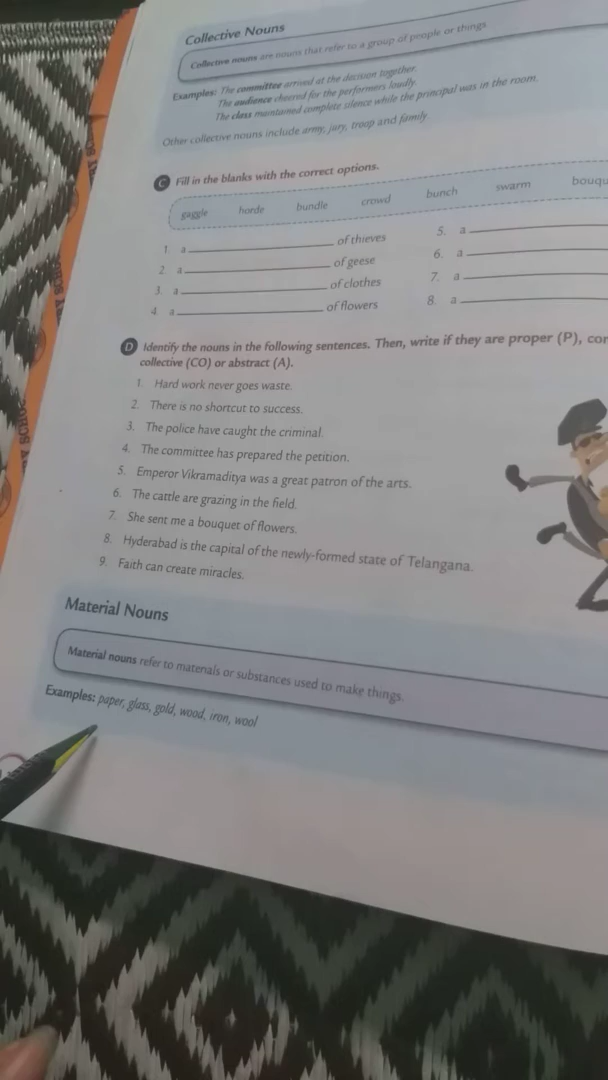 Collective Nouns
Collective nouns are nouns that refer to a group of people or things.
Examples: The committee arrived at the decision together.
The audience cheered for the performers loudly.
The class maintained complete silence while the principal was in the room.
Other collective nouns include army, jury, troop and family.
C Fill in the blanks with the correct options.
gaggle horde bundle crowd bunch swarm bouqu
1. a of thieves
2. a of geese
3. a of clothes
4. a of flowers
5. a
6. a
7. a
8. a
D Identify the nouns in the following sentences. Then, write if they are proper (P), cor
collective (CO) or abstract (A).
1. Hard work never goes waste.
2. There is no shortcut to success.
3. The police have caught the criminal.
4. The committee has prepared the petition.
5. Emperor Vikramaditya was a great patron of the arts.
6. The cattle are grazing in the field.
7. She sent me a bouquet of flowers.
8. Hyderabad is the capital of the newly-formed state of Telangana.
9. Faith can create miracles.
Material Nouns
Material nouns refer to materials or substances used to make things.
Examples: paper, glass, gold, wood, iron, wool